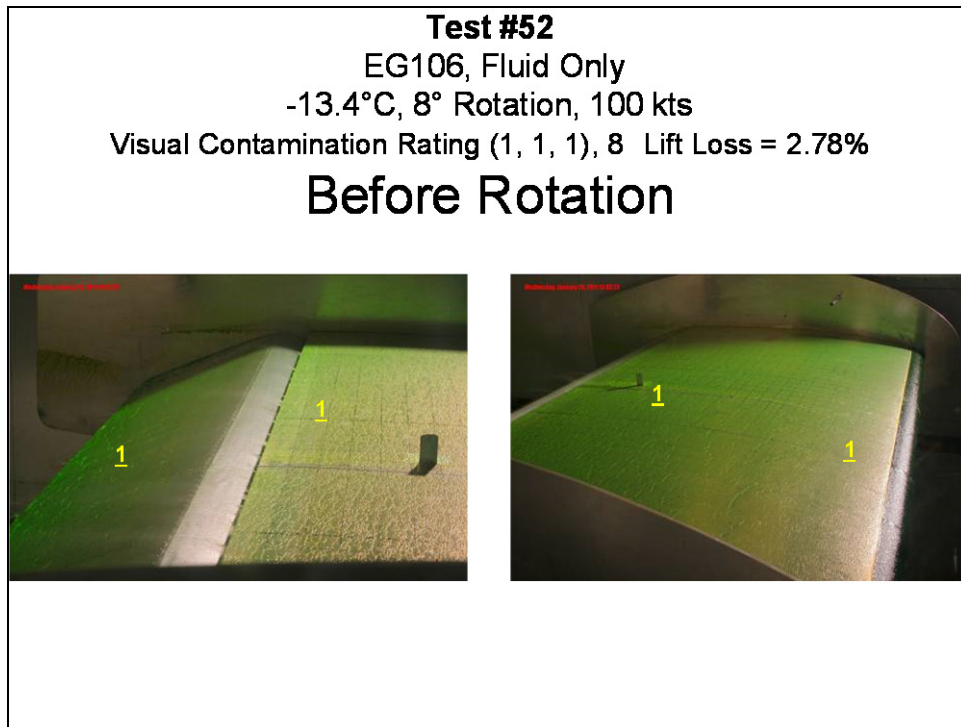 Test #52
EG106, Fluid Only
-13.4°C, 8° Rotation, 100 kts
Visual Contamination Rating (1, 1, 1), 8 Lift Loss = 2.78%
Before Rotation
1
1
1
1